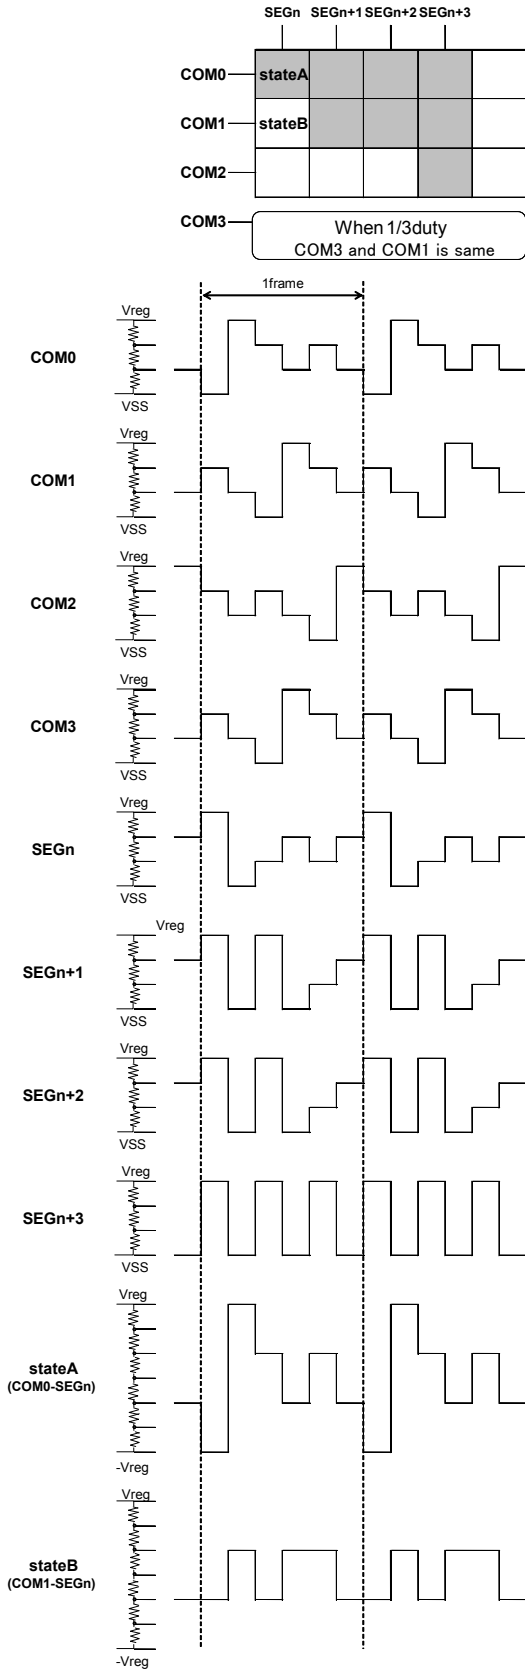 SEGn SEGn+1 SEGn+2 SEGn+3
COM0 stateA
COM1 stateB
COM2
COM3 When 1/3duty
COM3 and COM1 is same
1frame
Vreg
COM0
VSS
Vreg
COM1
VSS
Vreg
COM2
VSS
Vreg
COM3
VSS
Vreg
SEGn
VSS
Vreg
SEGn+1
VSS
Vreg
SEGn+2
VSS
Vreg
SEGn+3
VSS
Vreg
stateA
(COM0-SEGn)
-Vreg
Vreg
stateB
(COM1-SEGn)
-Vreg